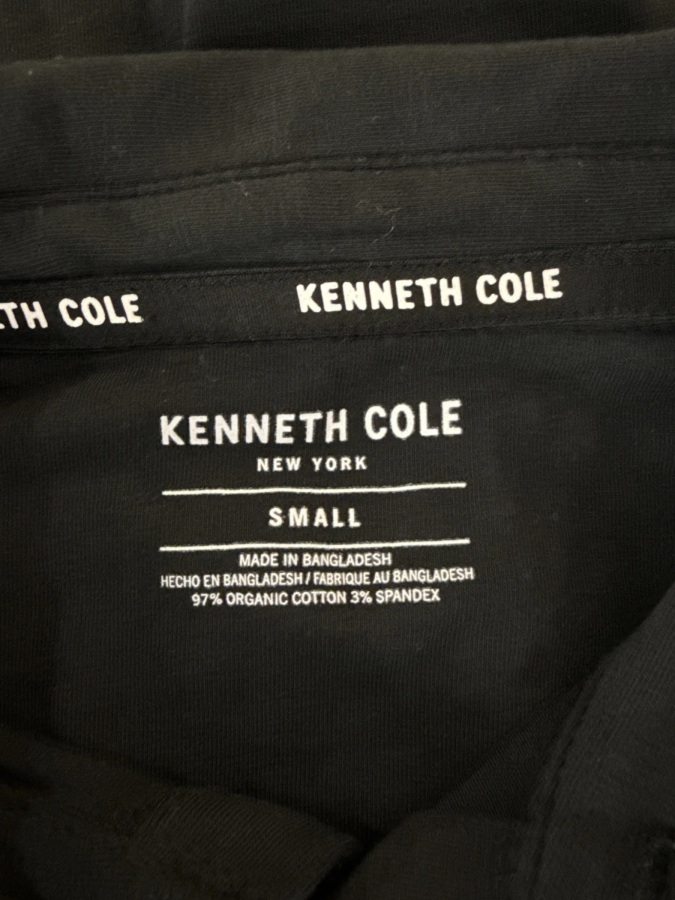 TH COLE
KENNETH COLE
KENNETH COLE
NEW YORK
SMALL
MADE IN BANGLADESH
HECHO EN BANGLADESH / FABRIQUE AU BANGLADESH
97% ORGANIC COTTON 3% SPANDEX